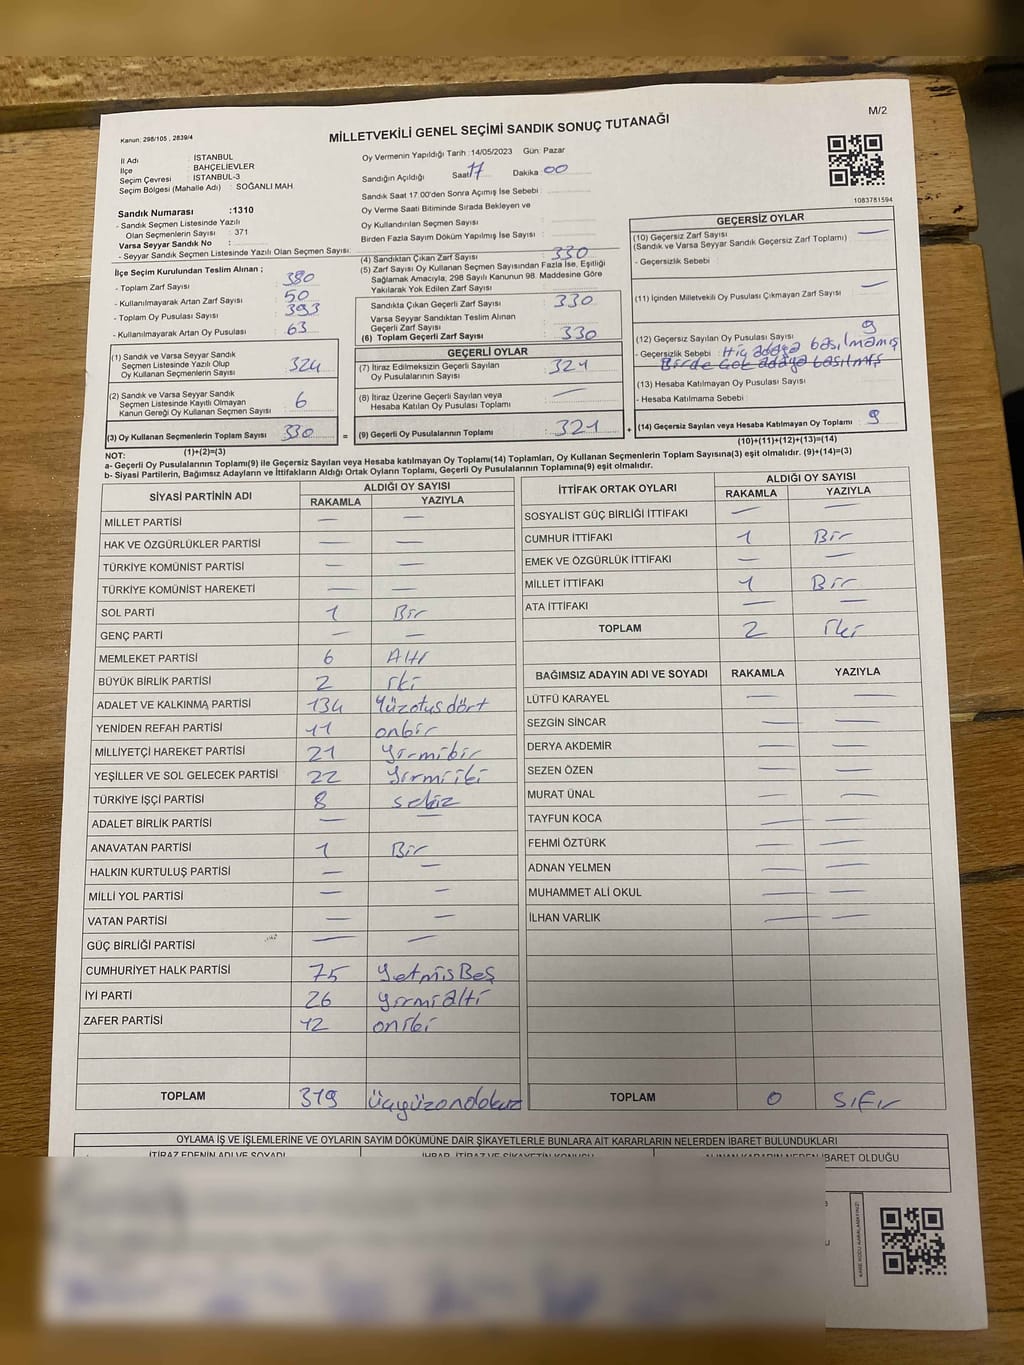 Kanun: 298/105 , 2839/4
M/2
MİLLETVEKİLİ GENEL SEÇİMİ SANDIK SONUÇ TUTANAĞI
İl Adı : İSTANBUL
İlçe : BAHÇELİEVLER
Seçim Çevresi : İSTANBUL-3
Seçim Bölgesi (Mahalle Adı) : SOĞANLI MAH.
Oy Vermenin Yapıldığı Tarih :14/05/2023 Gün: Pazar
Sandığın Açıldığı Saat 17 Dakika 00
Sandık Saat 17.00'den Sonra Açımış İse Sebebi :
Oy Verme Saati Bitiminde Sırada Bekleyen ve
Oy Kullandırılan Seçmen Sayısı :
Birden Fazla Sayım Döküm Yapılmış İse Sayısı :
1083781594
Sandık Numarası :1310
- Sandık Seçmen Listesinde Yazılı
Olan Seçmenlerin Sayısı : 371
Varsa Seyyar Sandık No :
- Seyyar Sandık Seçmen Listesinde Yazılı Olan Seçmen Sayısı:
İlçe Seçim Kurulundan Teslim Alınan ;
- Toplam Zarf Sayısı : 380
- Kullanılmayarak Artan Zarf Sayısı : 50
- Toplam Oy Pusulası Sayısı : 393
- Kullanılmayarak Artan Oy Pusulası : 63
(1) Sandık ve Varsa Seyyar Sandık
Seçmen Listesinde Yazılı Olup
Oy Kullanan Seçmenlerin Sayısı : 324
(2) Sandık ve Varsa Seyyar Sandık
Seçmen Listesinde Kayıtlı Olmayan
Kanun Gereği Oy Kullanan Seçmen Sayısı : 6
(3) Oy Kullanan Seçmenlerin Toplam Sayısı : 330
(1)+(2)=(3)
(4) Sandıktan Çıkan Zarf Sayısı : 330
(5) Zarf Sayısı Oy Kullanan Seçmen Sayısından Fazla İse, Eşitliği
Sağlamak Amacıyla; 298 Sayılı Kanunun 98. Maddesine Göre
Yakılarak Yok Edilen Zarf Sayısı :
Sandıkta Çıkan Geçerli Zarf Sayısı : 330
Varsa Seyyar Sandıktan Teslim Alınan
Geçerli Zarf Sayısı :
(6) Toplam Geçerli Zarf Sayısı : 330
GEÇERLİ OYLAR
(7) İtiraz Edilmeksizin Geçerli Sayılan
Oy Pusulalarının Sayısı : 321
(8) İtiraz Üzerine Geçerli Sayılan veya
Hesaba Katılan Oy Pusulası Toplamı : —
= (9) Geçerli Oy Pusulalarının Toplamı : 321 +
GEÇERSİZ OYLAR
(10) Geçersiz Zarf Sayısı : —
(Sandık ve Varsa Seyyar Sandık Geçersiz Zarf Toplamı)
- Geçersizlik Sebebi :
(11) İçinden Milletvekili Oy Pusulası Çıkmayan Zarf Sayısı : —
(12) Geçersiz Sayılan Oy Pusulası Sayısı : 9
- Geçersizlik Sebebi : Hiç adaya basılmamış
Birde Çok adaya basılmış
(13) Hesaba Katılmayan Oy Pusulası Sayısı :
- Hesaba Katılmama Sebebi :
(14) Geçersiz Sayılan veya Hesaba Katılmayan Oy Toplamı : 9
(10)+(11)+(12)+(13)=(14)
NOT:
a- Geçerli Oy Pusulalarının Toplamı(9) ile Geçersiz Sayılan veya Hesaba katılmayan Oy Toplamı(14) Toplamları, Oy Kullanan Seçmenlerin Toplam Sayısına(3) eşit olmalıdır. (9)+(14)=(3)
b- Siyasi Partilerin, Bağımsız Adayların ve İttifakların Aldığı Ortak Oyların Toplamı, Geçerli Oy Pusulalarının Toplamına(9) eşit olmalıdır.
SİYASİ PARTİNİN ADI ALDIĞI OY SAYISI
RAKAMLA YAZIYLA
MİLLET PARTİSİ — —
HAK VE ÖZGÜRLÜKLER PARTİSİ — —
TÜRKİYE KOMÜNİST PARTİSİ — —
TÜRKİYE KOMÜNİST HAREKETİ — —
SOL PARTİ 1 Bir
GENÇ PARTİ — —
MEMLEKET PARTİSİ 6 Altı
BÜYÜK BİRLİK PARTİSİ 2 iki
ADALET VE KALKINMA PARTİSİ 134 Yüzotusdört
YENİDEN REFAH PARTİSİ 11 onbir
MİLLİYETÇİ HAREKET PARTİSİ 21 yirmibir
YEŞİLLER VE SOL GELECEK PARTİSİ 22 yirmiiki
TÜRKİYE İŞÇİ PARTİSİ 8 sekiz
ADALET BİRLİK PARTİSİ — —
ANAVATAN PARTİSİ 1 Bir
HALKIN KURTULUŞ PARTİSİ — —
MİLLİ YOL PARTİSİ — —
VATAN PARTİSİ — —
GÜÇ BİRLİĞİ PARTİSİ — —
CUMHURİYET HALK PARTİSİ 75 YetmişBeş
İYİ PARTİ 26 yirmialtı
ZAFER PARTİSİ 12 oniki
TOPLAM 319 üçyüzondokuz
İTTİFAK ORTAK OYLARI ALDIĞI OY SAYISI
RAKAMLA YAZIYLA
SOSYALİST GÜÇ BİRLİĞİ İTTİFAKI — —
CUMHUR İTTİFAKI 1 Bir
EMEK VE ÖZGÜRLÜK İTTİFAKI — —
MİLLET İTTİFAKI 1 Bir
ATA İTTİFAKI — —
TOPLAM 2 iki
BAĞIMSIZ ADAYIN ADI VE SOYADI RAKAMLA YAZIYLA
LÜTFÜ KARAYEL — —
SEZGİN SİNCAR — —
DERYA AKDEMİR — —
SEZEN ÖZEN — —
MURAT ÜNAL — —
TAYFUN KOCA — —
FEHMİ ÖZTÜRK — —
ADNAN YELMEN — —
MUHAMMET ALİ OKUL — —
İLHAN VARLIK — —
TOPLAM 0 sıfır
OYLAMA İŞ VE İŞLEMLERİNE VE OYLARIN SAYIM DÖKÜMÜNE DAİR ŞİKAYETLERLE BUNLARA AİT KARARLARIN NELERDEN İBARET BULUNDUKLARI
İTİRAZ EDENİN ADI VE SOYADI İHBAR, İTİRAZ VE ŞİKAYETİN KONUSU ALINAN KARARIN NEDEN İBARET OLDUĞU